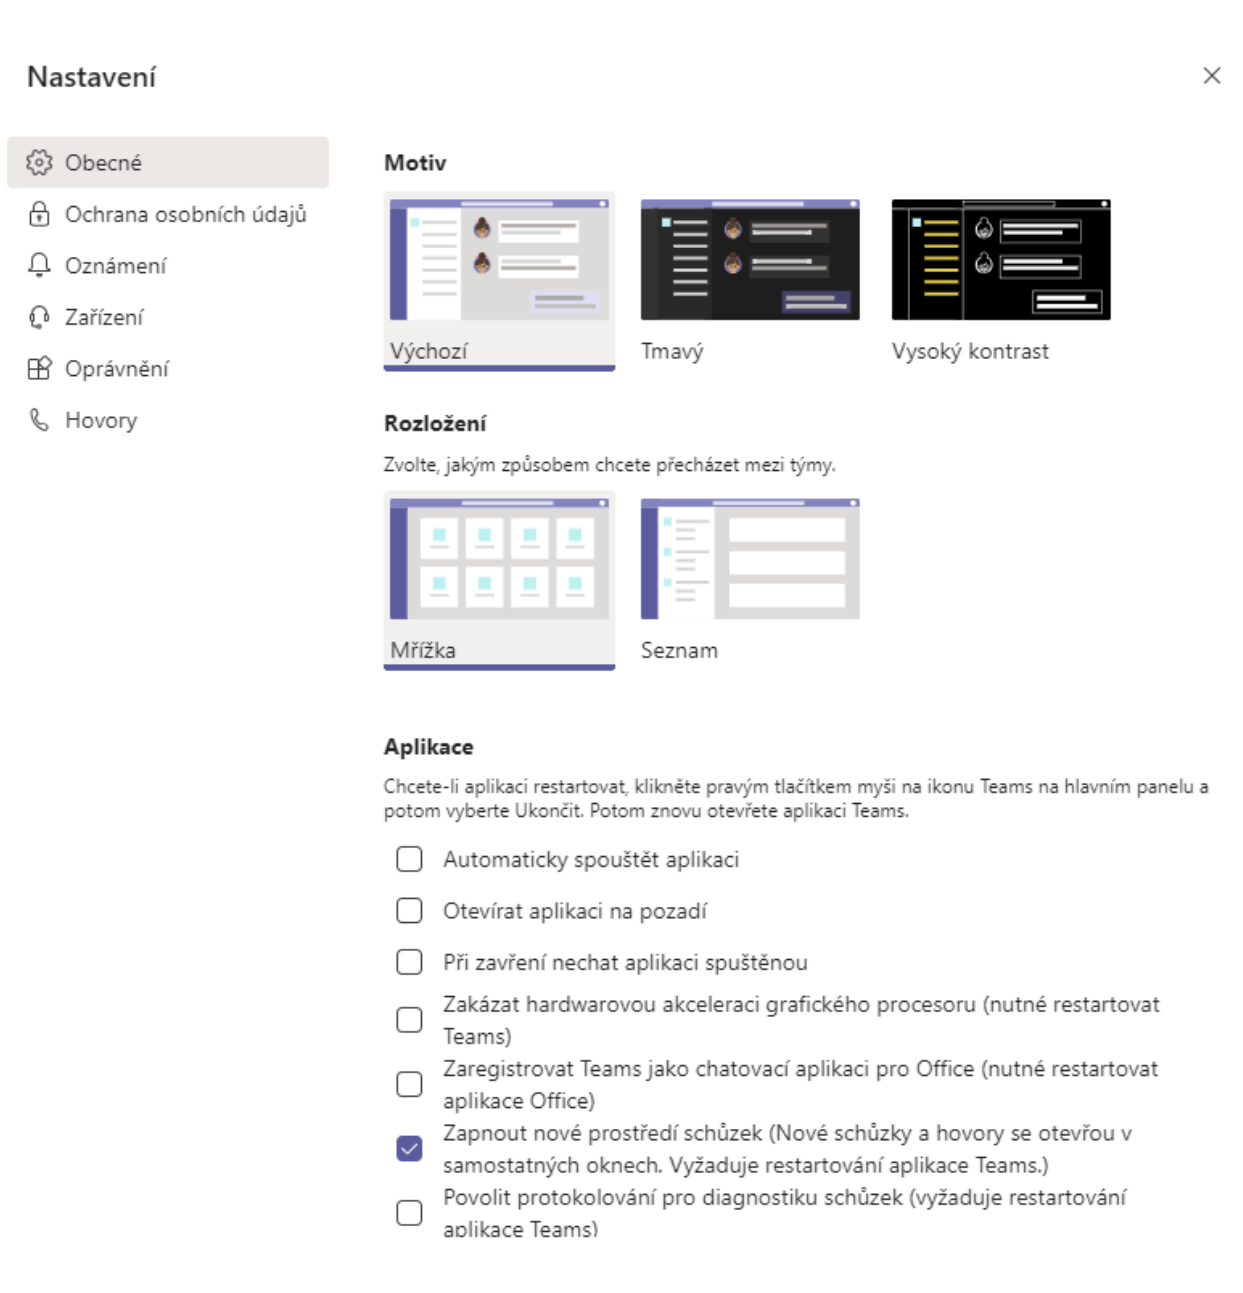 Nastavení
Obecné
Ochrana osobních údajů
Oznámení
Zařízení
Oprávnění
Hovory
Motiv
Výchozí
Tmavý
Vysoký kontrast
Rozložení
Zvolte, jakým způsobem chcete přecházet mezi týmy.
Mřížka
Seznam
Aplikace
Chcete-li aplikaci restartovat, klikněte pravým tlačítkem myši na ikonu Teams na hlavním panelu a
potom vyberte Ukončit. Potom znovu otevřete aplikaci Teams.
Automaticky spouštět aplikaci
Otevírat aplikaci na pozadí
Při zavření nechat aplikaci spuštěnou
Zakázat hardwarovou akceleraci grafického procesoru (nutné restartovat
Teams)
Zaregistrovat Teams jako chatovací aplikaci pro Office (nutné restartovat
aplikace Office)
Zapnout nové prostředí schůzek (Nové schůzky a hovory se otevřou v
samostatných oknech. Vyžaduje restartování aplikace Teams.)
Povolit protokolování pro diagnostiku schůzek (vyžaduje restartování
aplikace Teams)